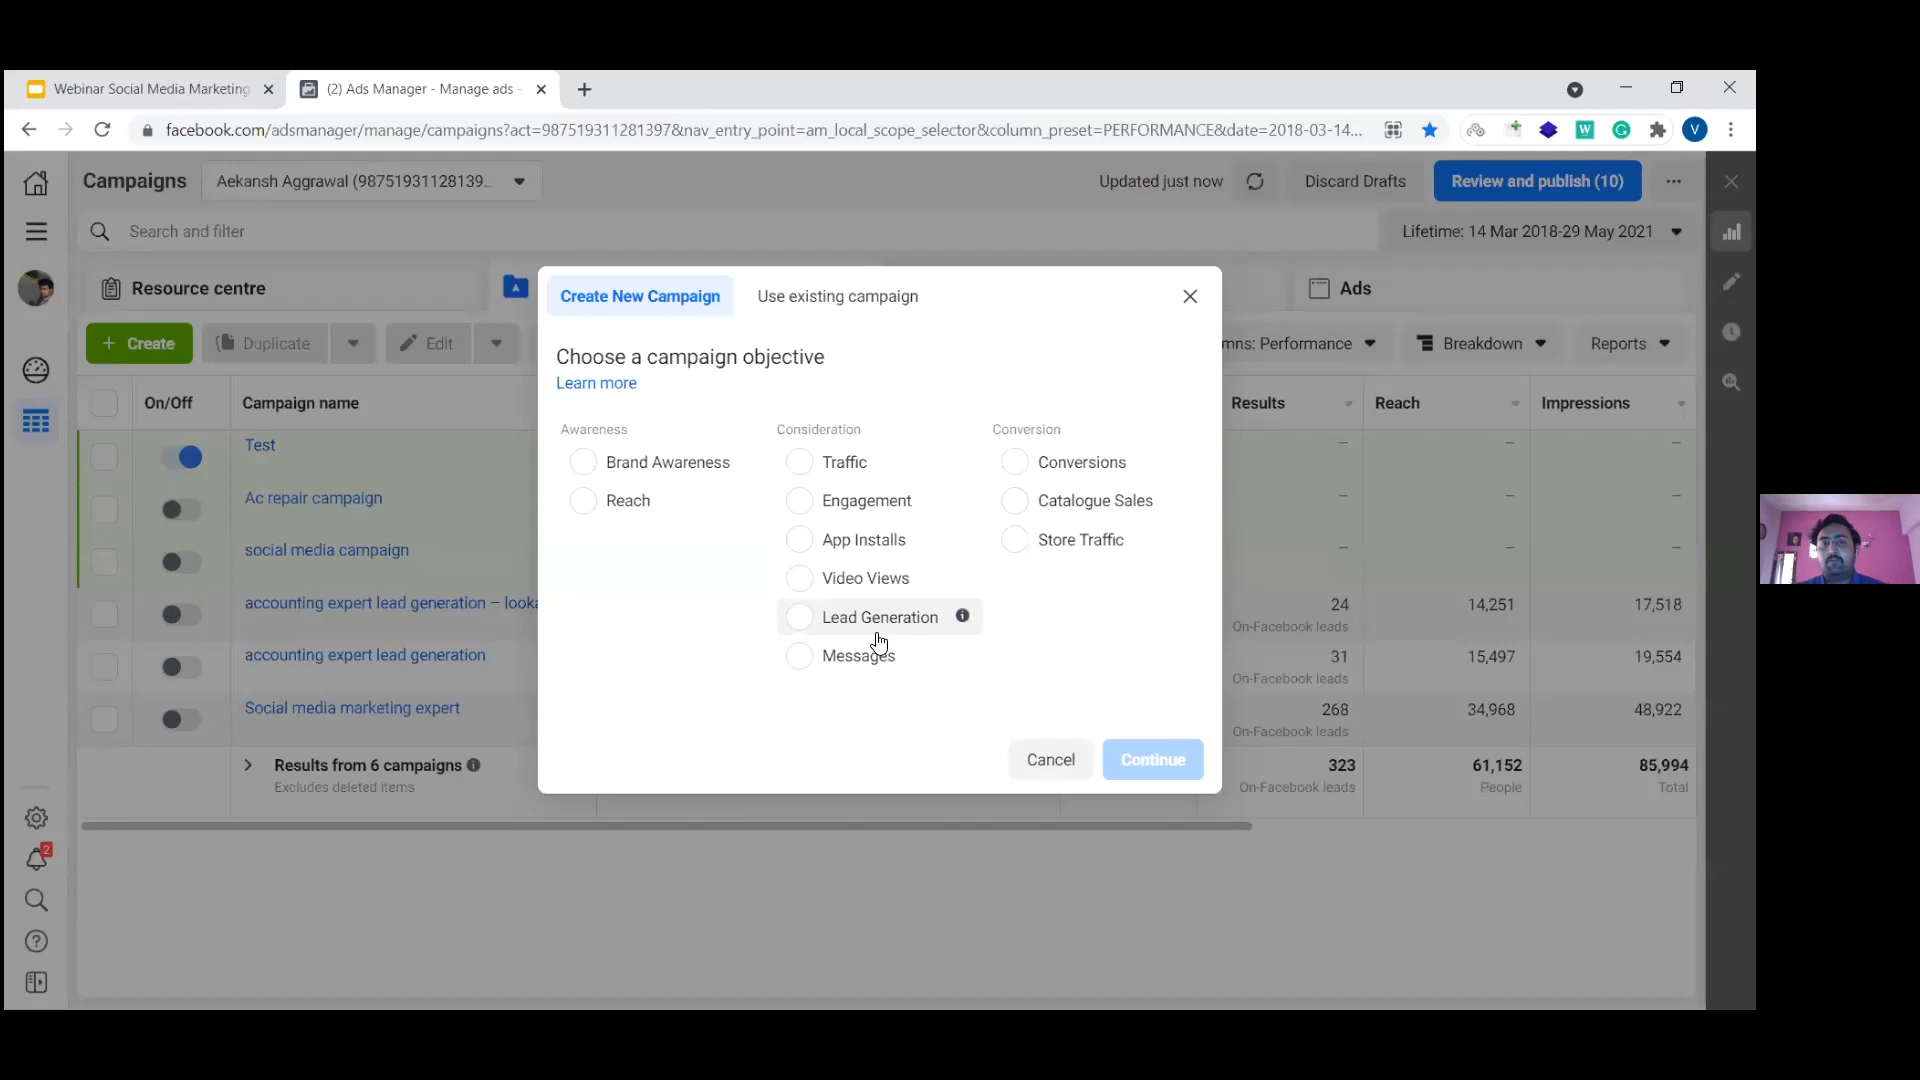 Webinar Social Media Marketing
(2) Ads Manager - Manage ads -
facebook.com/adsmanager/manage/campaigns?act=987519311281397&nav_entry_point=am_local_scope_selector&column_preset=PERFORMANCE&date=2018-03-14...
V
Campaigns
Aekansh Aggrawal (98751931128139...
Updated just now
Discard Drafts
Review and publish (10)
Search and filter
Lifetime: 14 Mar 2018-29 May 2021
Resource centre
Ads
Create New Campaign
Use existing campaign
+ Create
Duplicate
Edit
mns: Performance
Breakdown
Reports
Choose a campaign objective
Learn more
On/Off
Campaign name
Results
Reach
Impressions
Awareness
Brand Awareness
Reach
Consideration
Traffic
Engagement
App Installs
Video Views
Lead Generation
Messages
Conversion
Conversions
Catalogue Sales
Store Traffic
Cancel
Continue
Test
— — —
Ac repair campaign
— — —
social media campaign
— — —
accounting expert lead generation – looka
24 14,251 17,518
On-Facebook leads
accounting expert lead generation
31 15,497 19,554
On-Facebook leads
Social media marketing expert
268 34,968 48,922
On-Facebook leads
Results from 6 campaigns
323 61,152 85,994
Excludes deleted items
On-Facebook leads People Total
2